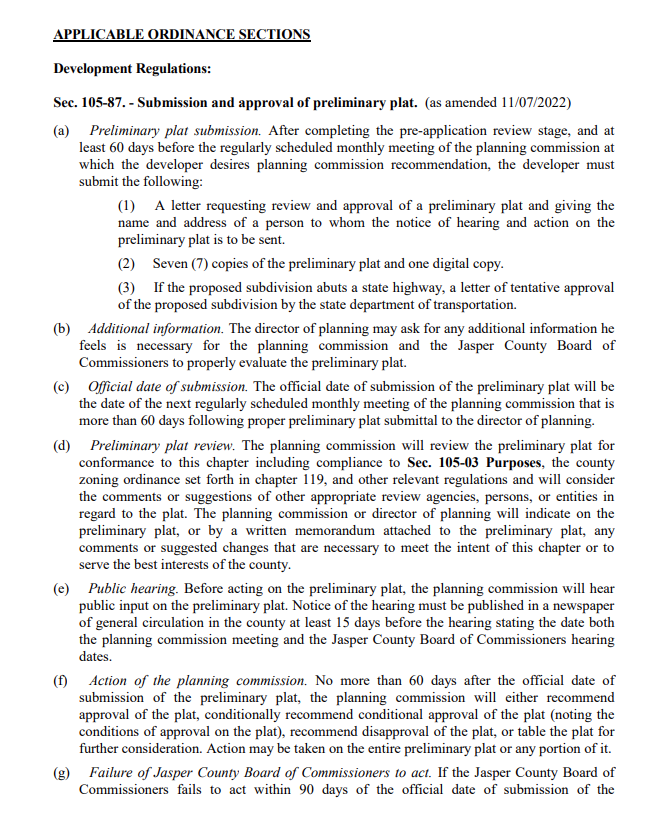 APPLICABLE ORDINANCE SECTIONS
Development Regulations:
Sec. 105-87. - Submission and approval of preliminary plat. (as amended 11/07/2022)
(a) Preliminary plat submission. After completing the pre-application review stage, and at
least 60 days before the regularly scheduled monthly meeting of the planning commission at
which the developer desires planning commission recommendation, the developer must
submit the following:
(1) A letter requesting review and approval of a preliminary plat and giving the
name and address of a person to whom the notice of hearing and action on the
preliminary plat is to be sent.
(2) Seven (7) copies of the preliminary plat and one digital copy.
(3) If the proposed subdivision abuts a state highway, a letter of tentative approval
of the proposed subdivision by the state department of transportation.
(b) Additional information. The director of planning may ask for any additional information he
feels is necessary for the planning commission and the Jasper County Board of
Commissioners to properly evaluate the preliminary plat.
(c) Official date of submission. The official date of submission of the preliminary plat will be
the date of the next regularly scheduled monthly meeting of the planning commission that is
more than 60 days following proper preliminary plat submittal to the director of planning.
(d) Preliminary plat review. The planning commission will review the preliminary plat for
conformance to this chapter including compliance to Sec. 105-03 Purposes, the county
zoning ordinance set forth in chapter 119, and other relevant regulations and will consider
the comments or suggestions of other appropriate review agencies, persons, or entities in
regard to the plat. The planning commission or director of planning will indicate on the
preliminary plat, or by a written memorandum attached to the preliminary plat, any
comments or suggested changes that are necessary to meet the intent of this chapter or to
serve the best interests of the county.
(e) Public hearing. Before acting on the preliminary plat, the planning commission will hear
public input on the preliminary plat. Notice of the hearing must be published in a newspaper
of general circulation in the county at least 15 days before the hearing stating the date both
the planning commission meeting and the Jasper County Board of Commissioners hearing
dates.
(f) Action of the planning commission. No more than 60 days after the official date of
submission of the preliminary plat, the planning commission will either recommend
approval of the plat, conditionally recommend conditional approval of the plat (noting the
conditions of approval on the plat), recommend disapproval of the plat, or table the plat for
further consideration. Action may be taken on the entire preliminary plat or any portion of it.
(g) Failure of Jasper County Board of Commissioners to act. If the Jasper County Board of
Commissioners fails to act within 90 days of the official date of submission of the